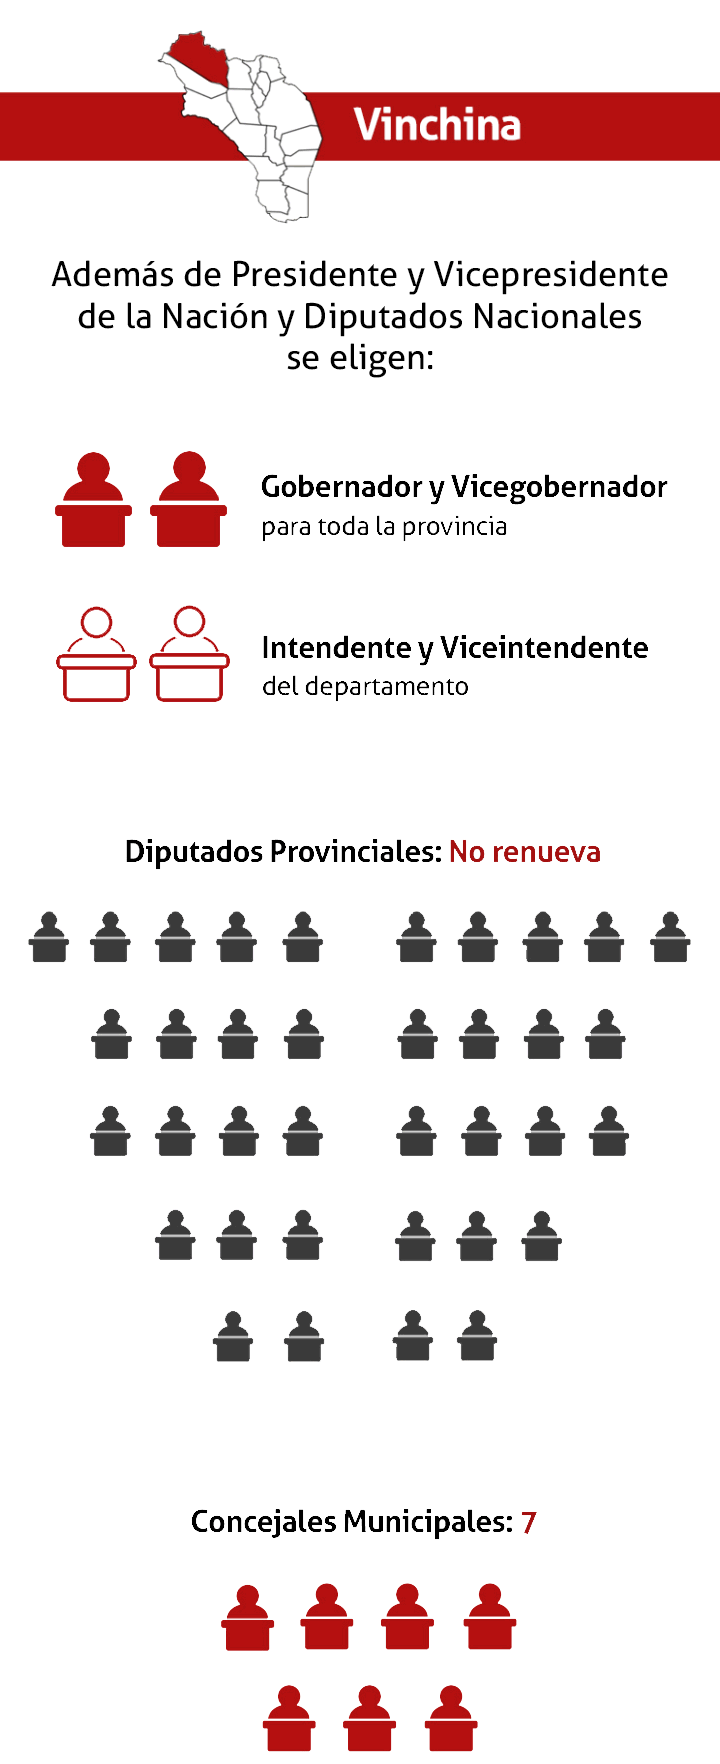 Vinchina
Además de Presidente y Vicepresidente
de la Nación y Diputados Nacionales
se eligen:
Gobernador y Vicegobernador
para toda la provincia
Intendente y Viceintendente
del departamento
Diputados Provinciales: No renueva
Concejales Municipales: 7